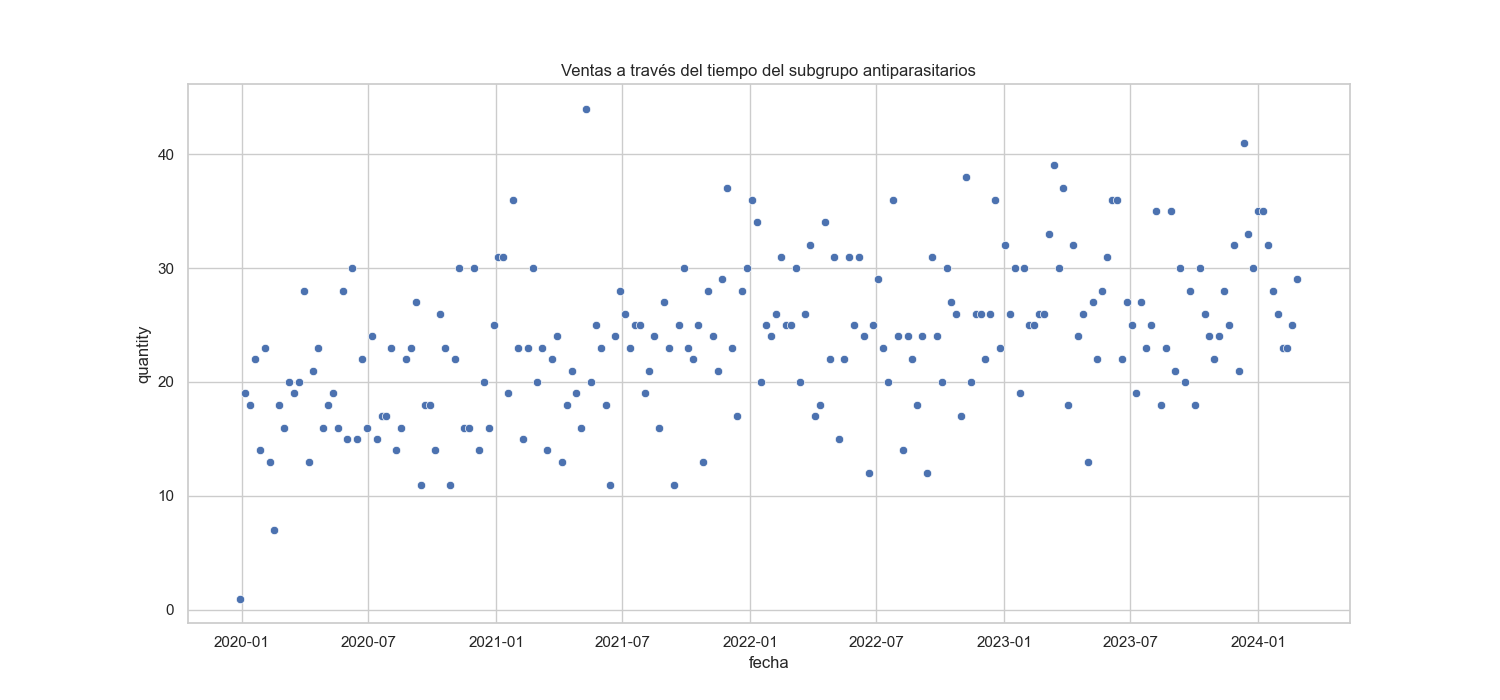 Ventas a través del tiempo del subgrupo antiparasitarios
quantity
40
30
20
10
0
2020-01 2020-07 2021-01 2021-07 2022-01 2022-07 2023-01 2023-07 2024-01
fecha